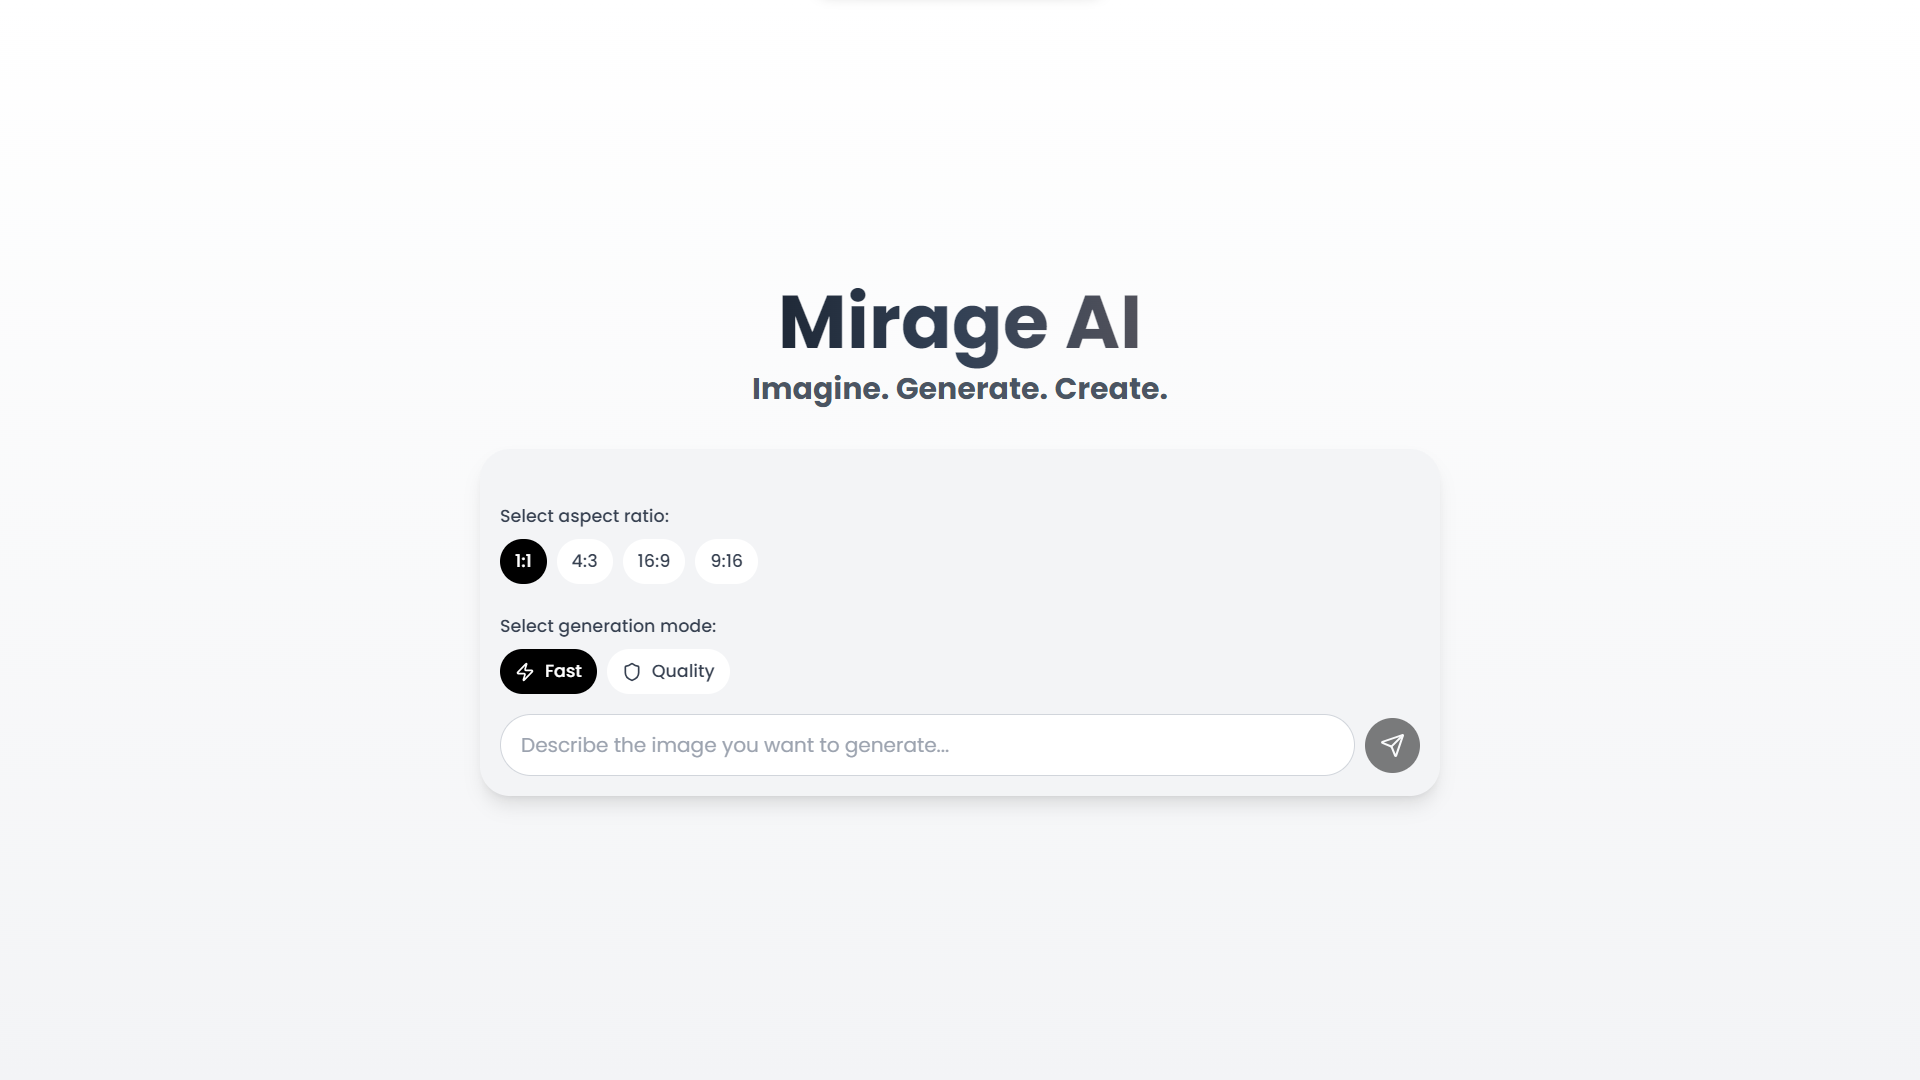 Mirage AI
Imagine. Generate. Create.
Select aspect ratio:
1:1 4:3 16:9 9:16
Select generation mode:
Fast Quality
Describe the image you want to generate...